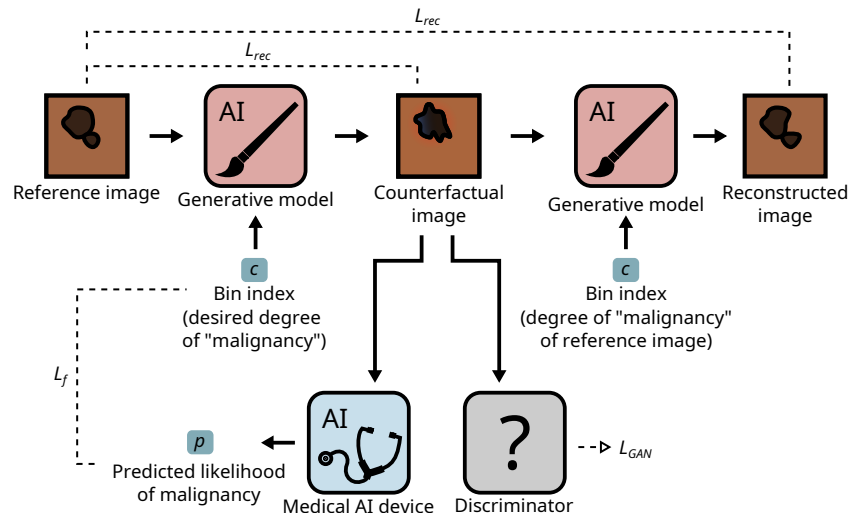 L_rec
L_rec
AI
AI
Reference image
Generative model
Counterfactual
image
Generative model
Reconstructed
image
c
Bin index
(desired degree
of "malignancy")
c
Bin index
(degree of "malignancy"
of reference image)
L_f
AI
?
p
Predicted likelihood
of malignancy
Medical AI device
Discriminator
L_GAN